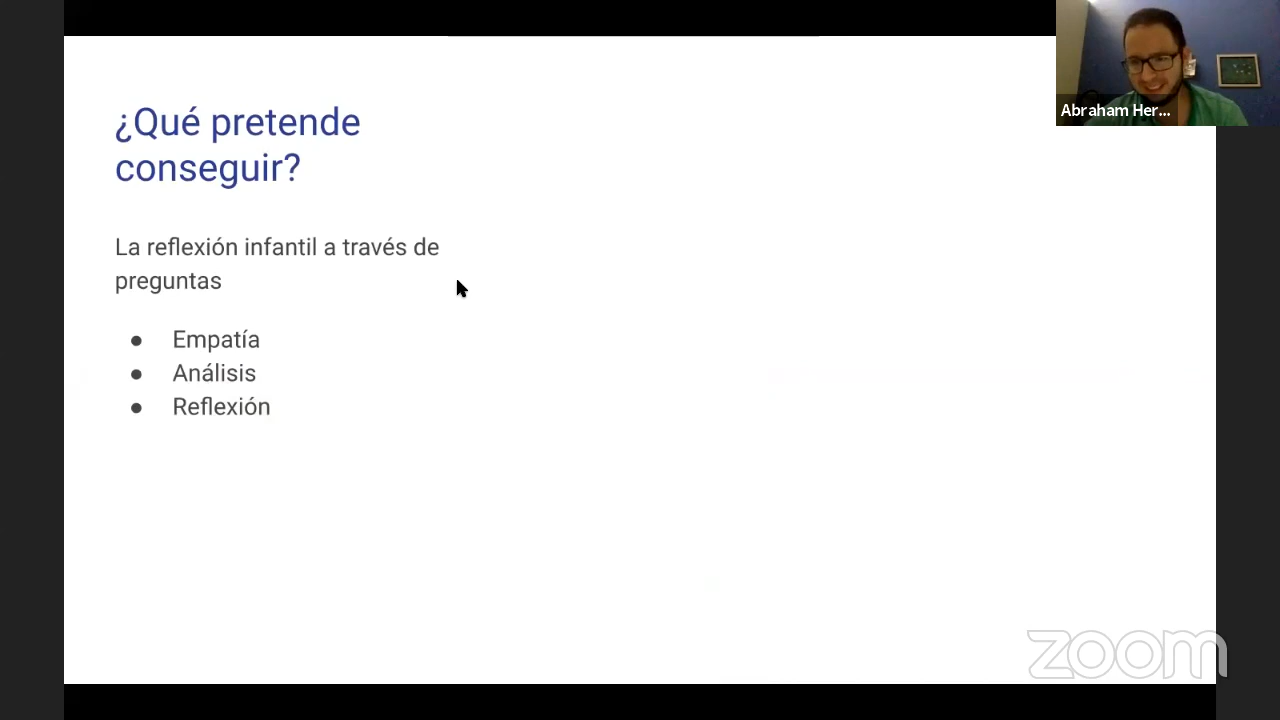 ¿Qué pretende
conseguir?
La reflexión infantil a través de
preguntas
● Empatía
● Análisis
● Reflexión
Abraham Her...
zoom